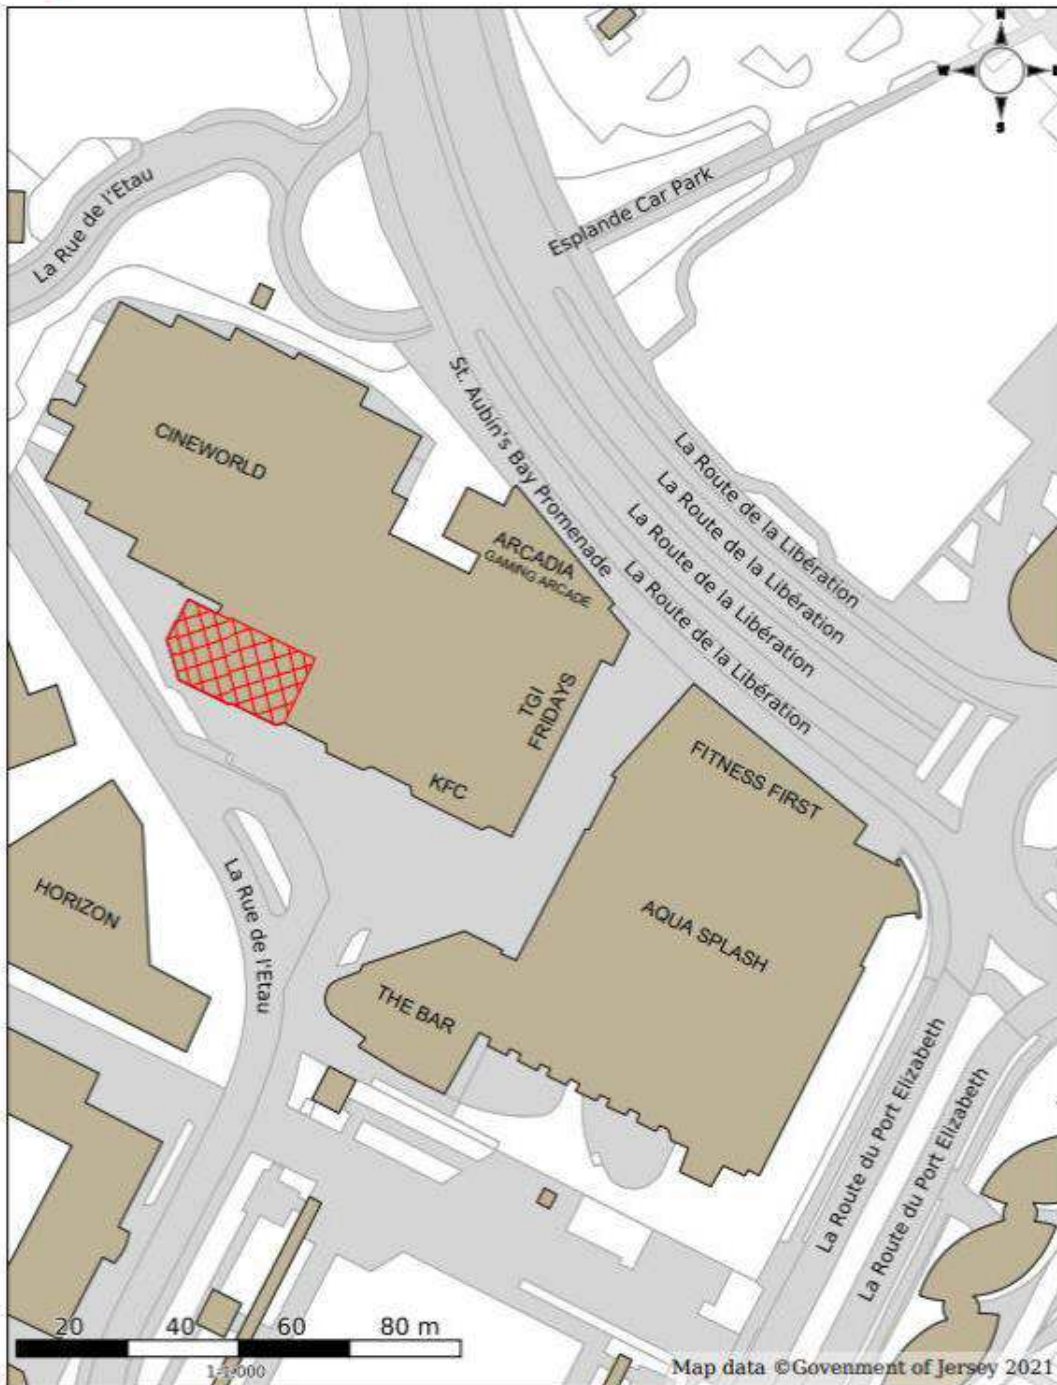 N
W
S
La Rue de l'Etau
Esplande Car Park
CINEWORLD
St. Aubin's Bay Promenade
ARCADIA
GAMING ARCADE
La Route de la Libération
La Route de la Libération
La Route de la Libération
La Route de la Libération
TGI
FRIDAYS
KFC
FITNESS FIRST
HORIZON
La Rue de l'Etau
AQUA SPLASH
THE BAR
La Route du Port Elizabeth
La Route du Port Elizabeth
20 40 60 80 m
1:1,000
Map data ©Govenment of Jersey 2021